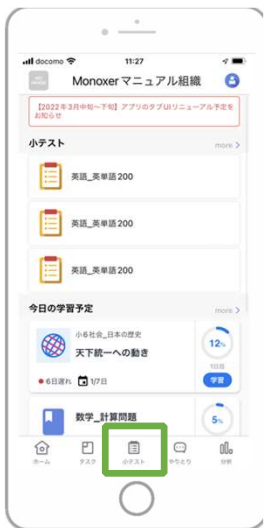 docomo 11:27
Monoxerマニュアル組織
【2022年3月中旬〜下旬】アプリのタブUIリニューアル予定を
お知らせ
小テスト more >
英語_英単語200
英語_英単語200
英語_英単語200
今日の学習予定 more >
小6社会_日本の歴史
天下統一への動き
12%
1日目
6日遅れ 1/7日 学習
数学_計算問題 5%
ホーム タスク 小テスト やりとり 分析